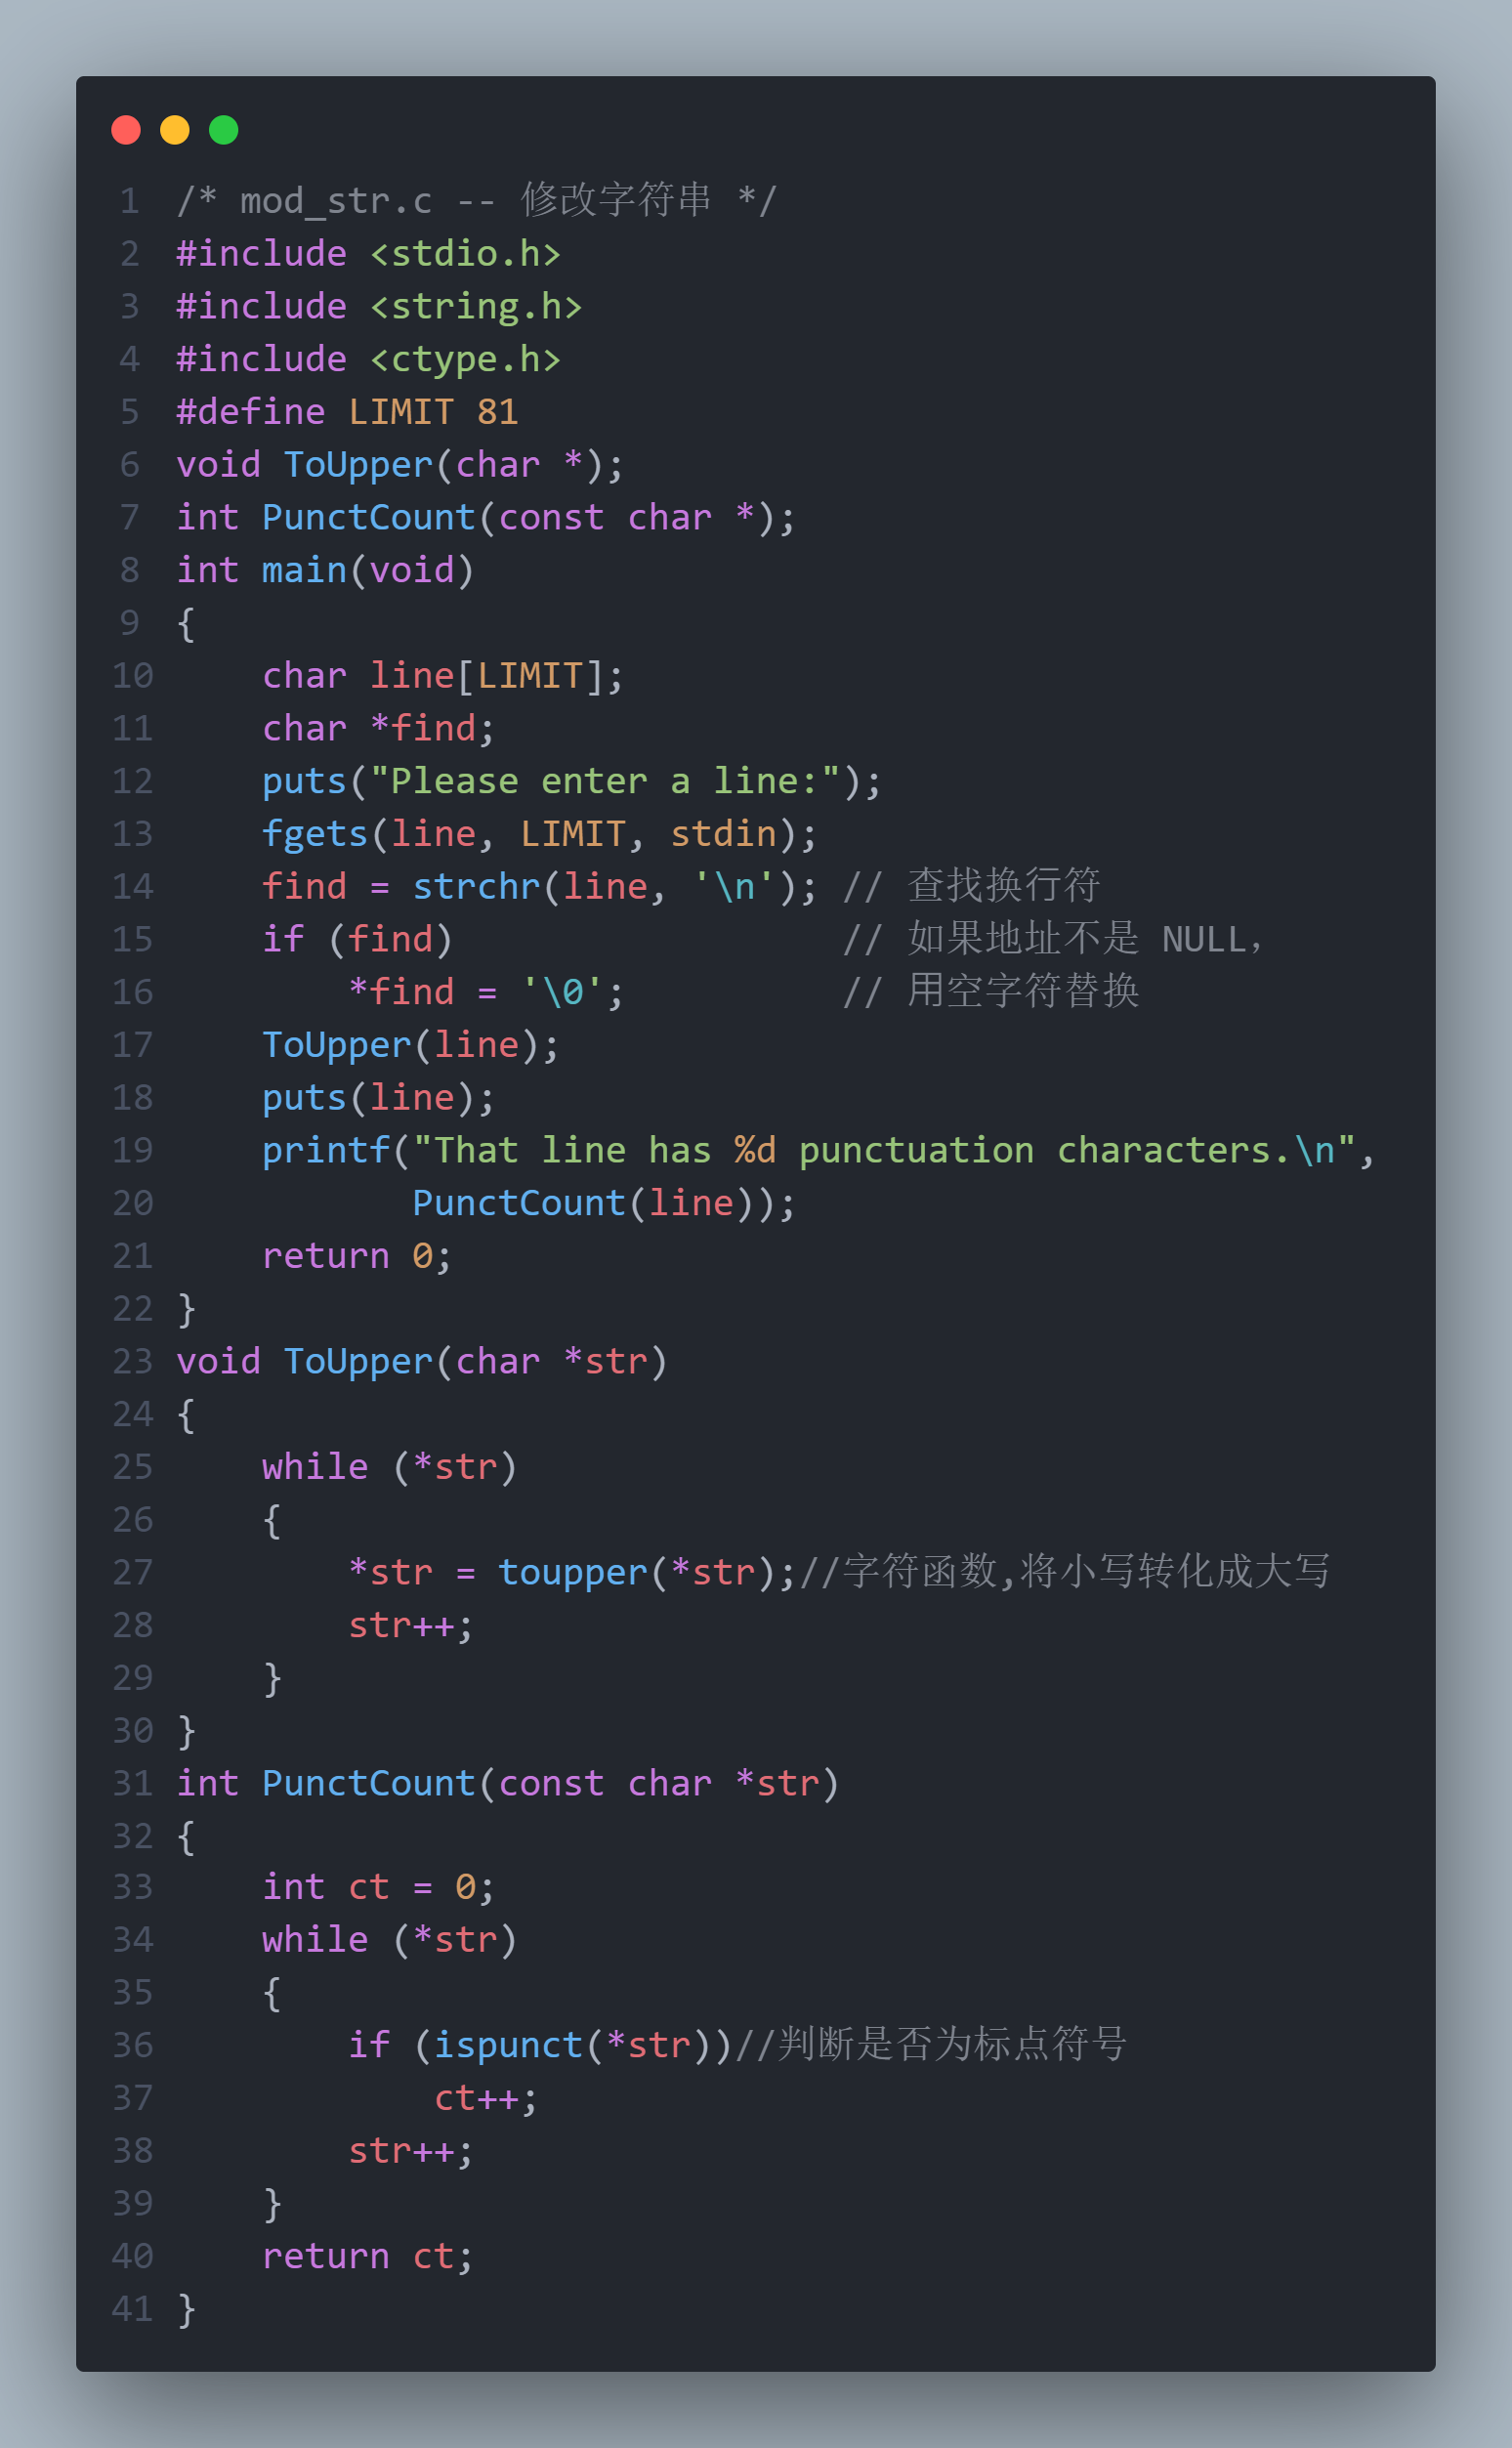 1 /* mod_str.c -- 修改字符串 */
2 #include <stdio.h>
3 #include <string.h>
4 #include <ctype.h>
5 #define LIMIT 81
6 void ToUpper(char *);
7 int PunctCount(const char *);
8 int main(void)
9 {
10     char line[LIMIT];
11     char *find;
12     puts("Please enter a line:");
13     fgets(line, LIMIT, stdin);
14     find = strchr(line, '\n'); // 查找换行符
15     if (find)                  // 如果地址不是 NULL,
16         *find = '\0';          // 用空字符替换
17     ToUpper(line);
18     puts(line);
19     printf("That line has %d punctuation characters.\n",
20            PunctCount(line));
21     return 0;
22 }
23 void ToUpper(char *str)
24 {
25     while (*str)
26     {
27         *str = toupper(*str);//字符函数,将小写转化成大写
28         str++;
29     }
30 }
31 int PunctCount(const char *str)
32 {
33     int ct = 0;
34     while (*str)
35     {
36         if (ispunct(*str))//判断是否为标点符号
37             ct++;
38         str++;
39     }
40     return ct;
41 }